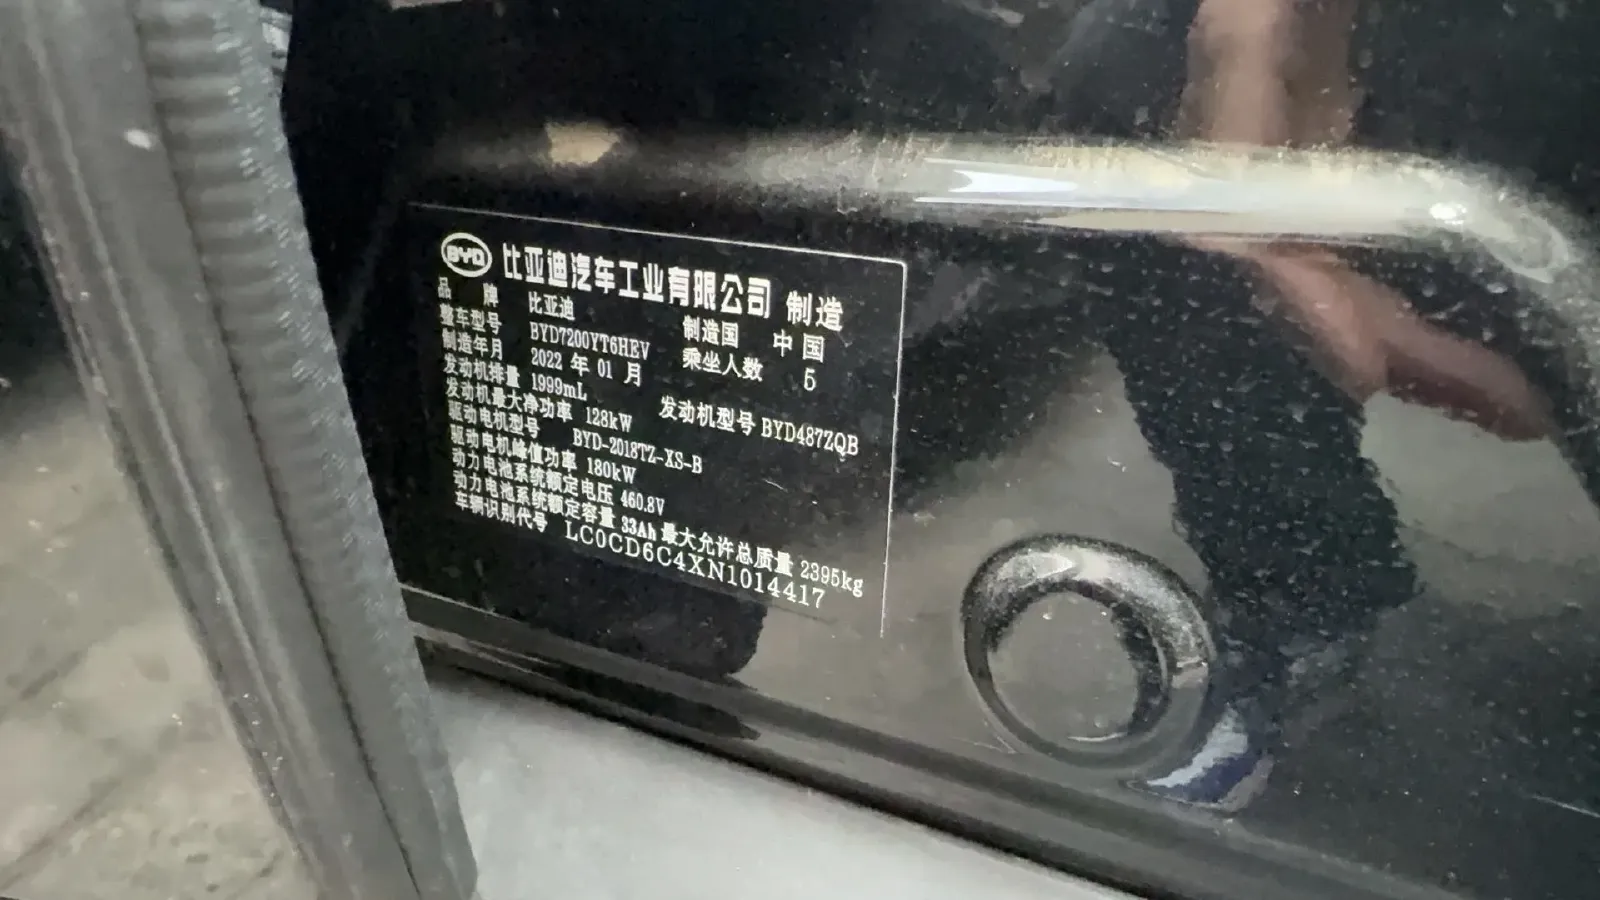 BYD 比亚迪汽车工业有限公司 制造
品 牌 比亚迪 制造国 中国
整车型号 BYD7200YT6HEV 乘坐人数 5
制造年月 2022 年 01 月
发动机排量 1999mL 发动机型号 BYD487ZQB
发动机最大净功率 128kW
驱动电机型号 BYD-2018TZ-XS-B
驱动电机峰值功率 180kW
动力电池系统额定电压 460.8V
动力电池系统额定容量 33Ah 最大允许总质量 2395kg
车辆识别代号 LC0CD6C4XN1014417